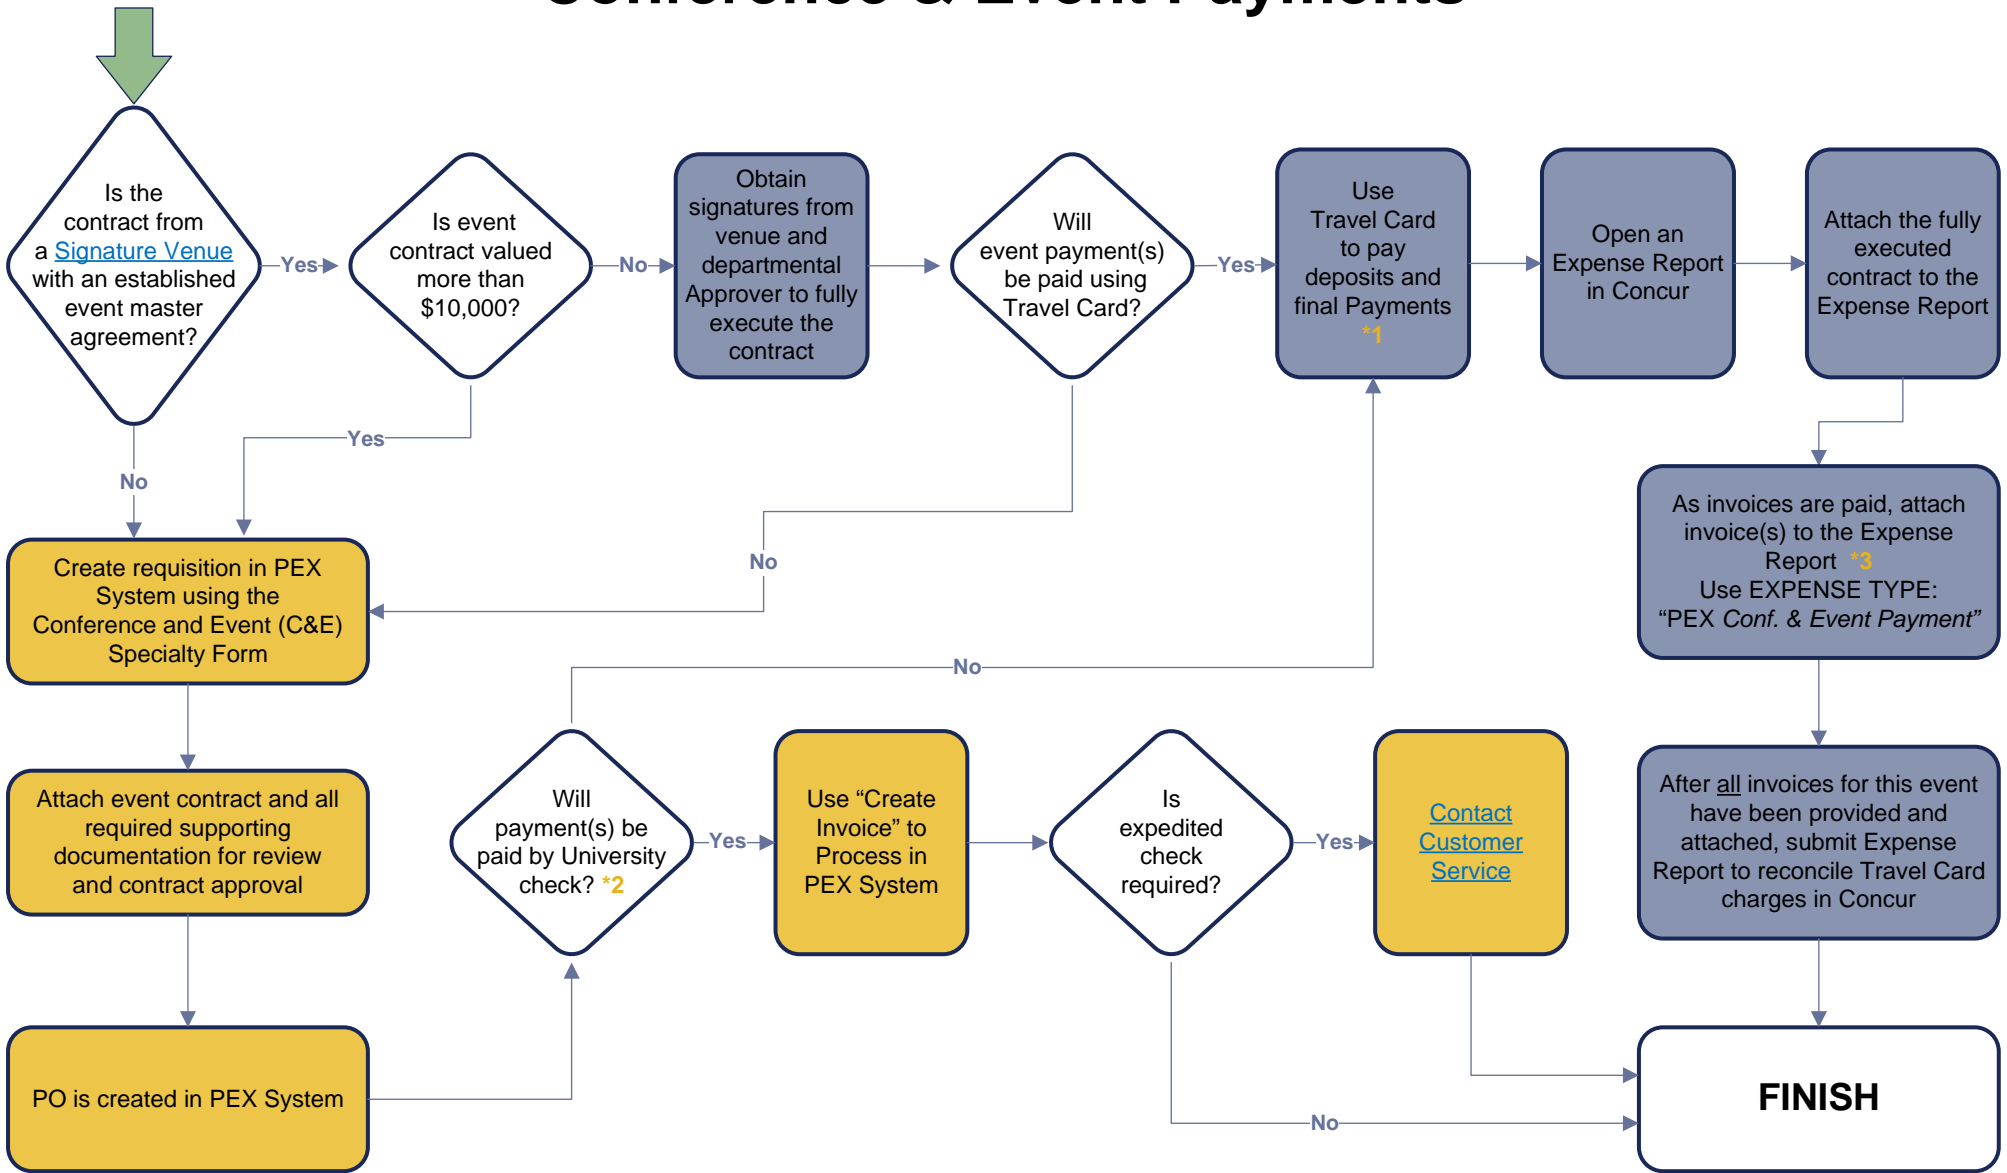 Conference & Event Payments
Is the
contract from
a Signature Venue
with an established
event master
agreement?
Yes
Is event
contract valued
more than
$10,000?
No
Obtain
signatures from
venue and
departmental
Approver to fully
execute the
contract
Will
event payment(s)
be paid using
Travel Card?
Yes
Use
Travel Card
to pay
deposits and
final Payments
*1
Open an
Expense Report
in Concur
Attach the fully
executed
contract to the
Expense Report
Yes
No
No
As invoices are paid, attach
invoice(s) to the Expense
Report *3
Use EXPENSE TYPE:
“PEX Conf. & Event Payment”
Create requisition in PEX
System using the
Conference and Event (C&E)
Specialty Form
No
Attach event contract and all
required supporting
documentation for review
and contract approval
Will
payment(s) be
paid by University
check? *2
Yes
Use “Create
Invoice” to
Process in
PEX System
Is
expedited
check
required?
Yes
Contact
Customer
Service
After all invoices for this event
have been provided and
attached, submit Expense
Report to reconcile Travel Card
charges in Concur
PO is created in PEX System
No
FINISH